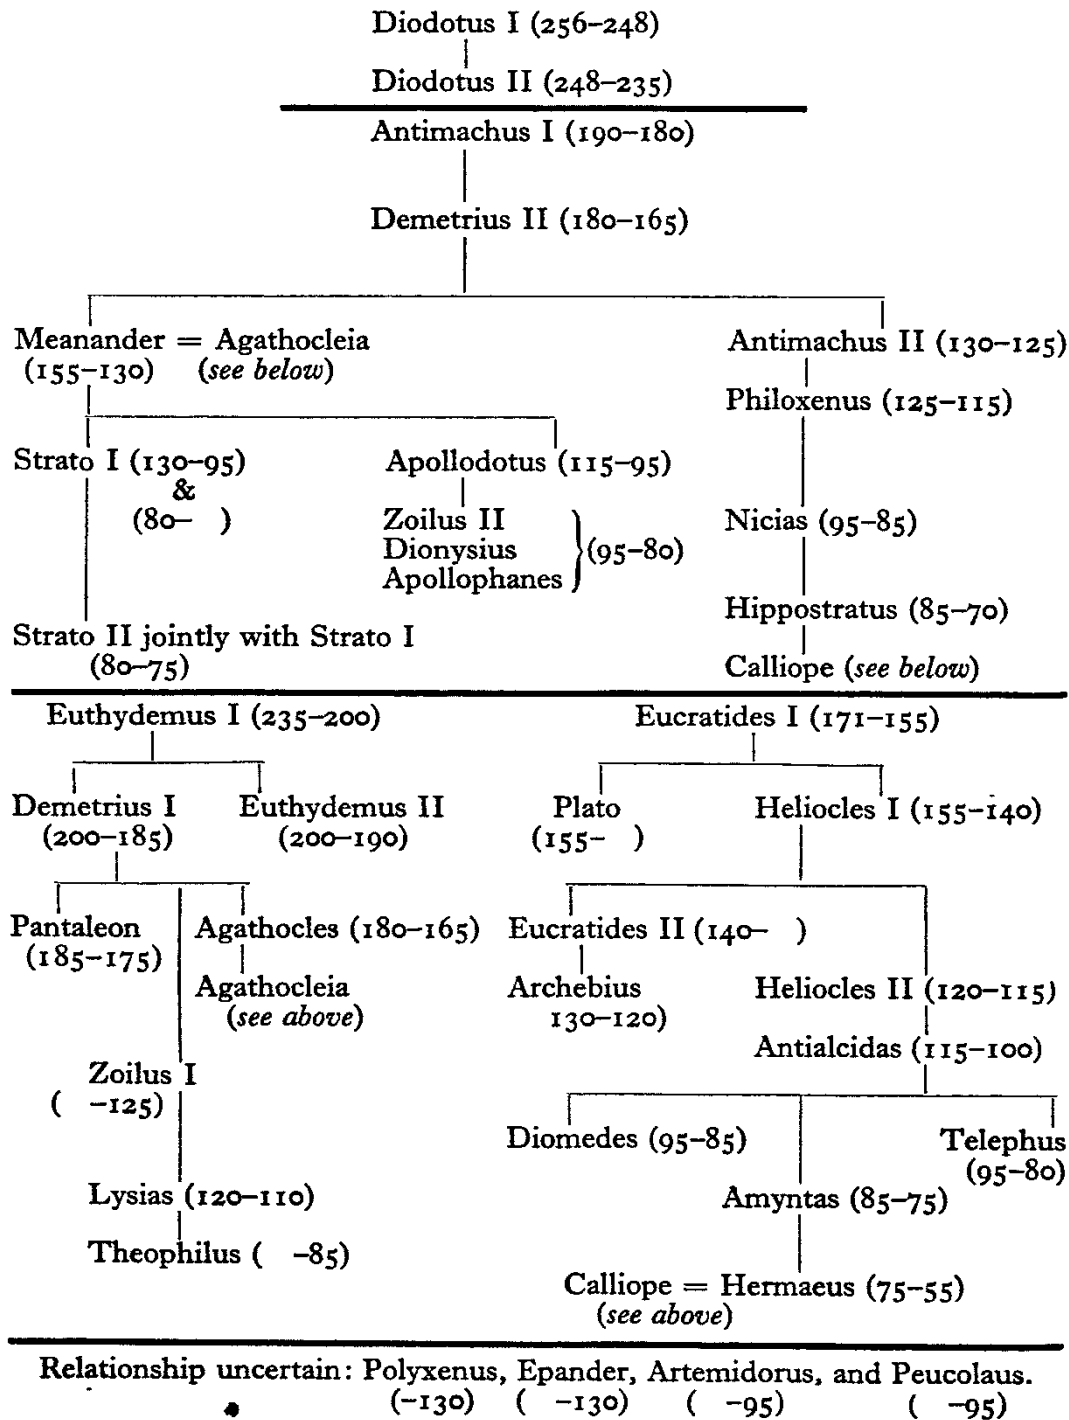 Diodotus I (256–248)
Diodotus II (248–235)
Antimachus I (190–180)
Demetrius II (180–165)
Meanander = Agathocleia
(155–130) (see below)
Antimachus II (130–125)
Philoxenus (125–115)
Strato I (130–95)
&
(80– )
Apollodotus (115–95)
Zoilus II
Dionysius
Apollophanes
(95–80)
Nicias (95–85)
Hippostratus (85–70)
Strato II jointly with Strato I
(80–75)
Calliope (see below)
Euthydemus I (235–200)
Demetrius I
(200–185)
Euthydemus II
(200–190)
Pantaleon
(185–175)
Agathocles (180–165)
Agathocleia
(see above)
Zoilus I
( –125)
Lysias (120–110)
Theophilus ( –85)
Eucratides I (171–155)
Plato
(155– )
Heliocles I (155–140)
Eucratides II (140– )
Archebius
130–120)
Heliocles II (120–115)
Antialcidas (115–100)
Diomedes (95–85)
Telephus
(95–80)
Amyntas (85–75)
Calliope = Hermaeus (75–55)
(see above)
Relationship uncertain: Polyxenus, Epander, Artemidorus, and Peucolaus.
(–130) ( –130) ( –95) ( –95)